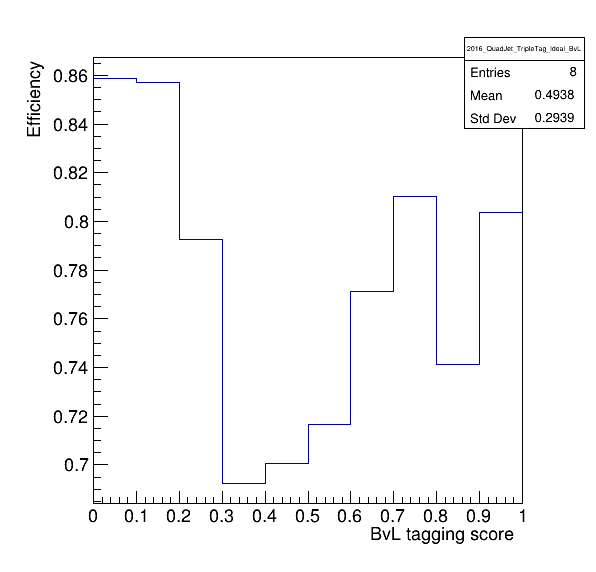 2016_QuadJet_TripleTag_Ideal_BvL
Entries 8
Mean 0.4938
Std Dev 0.2939
Efficiency
0.86
0.84
0.82
0.8
0.78
0.76
0.74
0.72
0.7
0 0.1 0.2 0.3 0.4 0.5 0.6 0.7 0.8 0.9 1
BvL tagging score